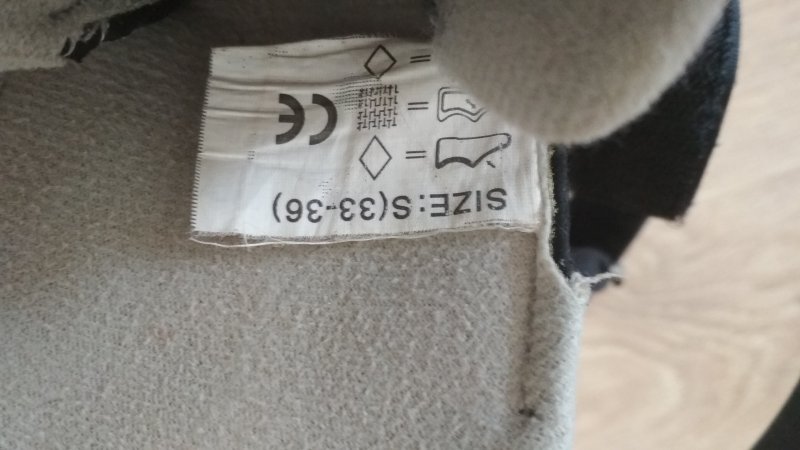 SIZE:S(33-36)
=
=
=
CE